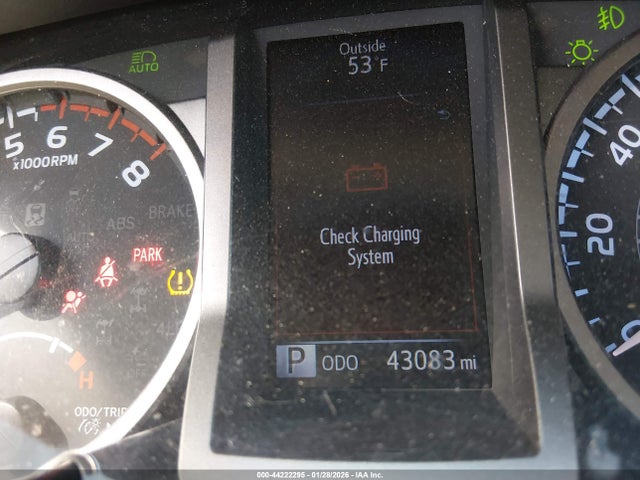 AUTO
Outside
53°F
5 6 7 8
x1000RPM
40
20
0
ABS
BRAKE
PARK
Check Charging
System
H
P ODO 43083 mi
ODO/TRIP
000-44222295 - 01/28/2026 - IAA Inc.